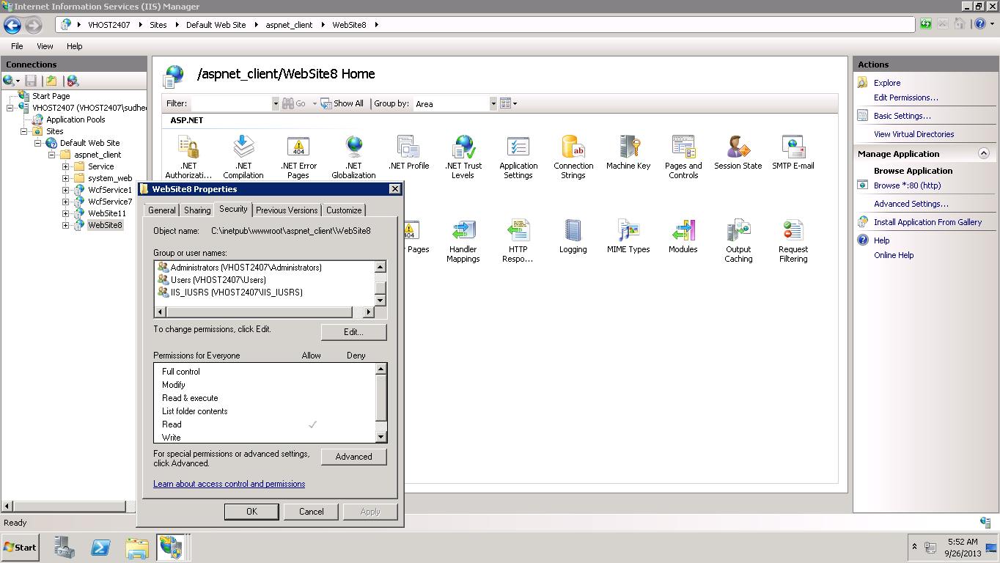 Internet Information Services (IIS) Manager
VHOST2407 Sites Default Web Site aspnet_client WebSite8
File View Help
Connections
Start Page
VHOST2407 (VHOST2407\sudhe
Application Pools
Sites
Default Web Site
aspnet_client
Service
system_web
WcfService1
WcfService7
WebSite11
WebSite8
/aspnet_client/WebSite8 Home
Filter: Go Show All Group by: Area
ASP.NET
.NET Authorizati...
.NET Compilation
.NET Error Pages
.NET Globalization
.NET Profile
.NET Trust Levels
Application Settings
Connection Strings
Machine Key
Pages and Controls
Session State
SMTP E-mail
Pages
Handler Mappings
HTTP Respo...
Logging
MIME Types
Modules
Output Caching
Request Filtering
WebSite8 Properties
General Sharing Security Previous Versions Customize
Object name: C:\inetpub\wwwroot\aspnet_client\WebSite8
Group or user names:
Administrators (VHOST2407\Administrators)
Users (VHOST2407\Users)
IIS_IUSRS (VHOST2407\IIS_IUSRS)
To change permissions, click Edit.
Edit...
Permissions for Everyone Allow Deny
Full control
Modify
Read & execute
List folder contents
Read
Write
For special permissions or advanced settings,
click Advanced.
Advanced
Learn about access control and permissions
OK Cancel Apply
Actions
Explore
Edit Permissions...
Basic Settings...
View Virtual Directories
Manage Application
Browse Application
Browse *:80 (http)
Advanced Settings...
Install Application From Gallery
Help
Online Help
Ready
Start
5:52 AM
9/26/2013